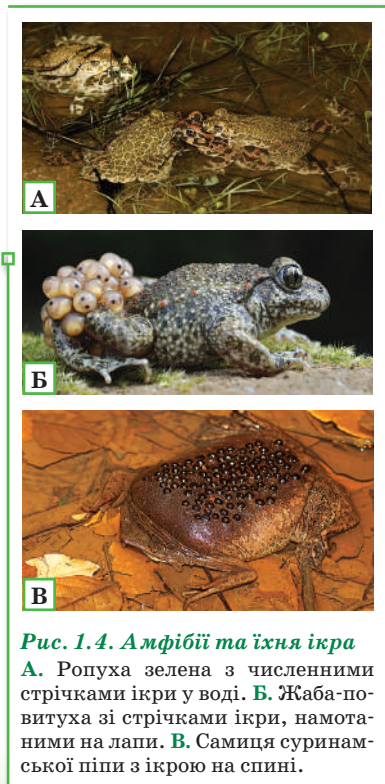 А
Б
В
Рис. 1.4. Амфібії та їхня ікра
А. Ропуха зелена з численними
стрічками ікри у воді. Б. Жаба-по-
витуха зі стрічками ікри, намота-
ними на лапи. В. Самиця суринам-
ської піпи з ікрою на спині.